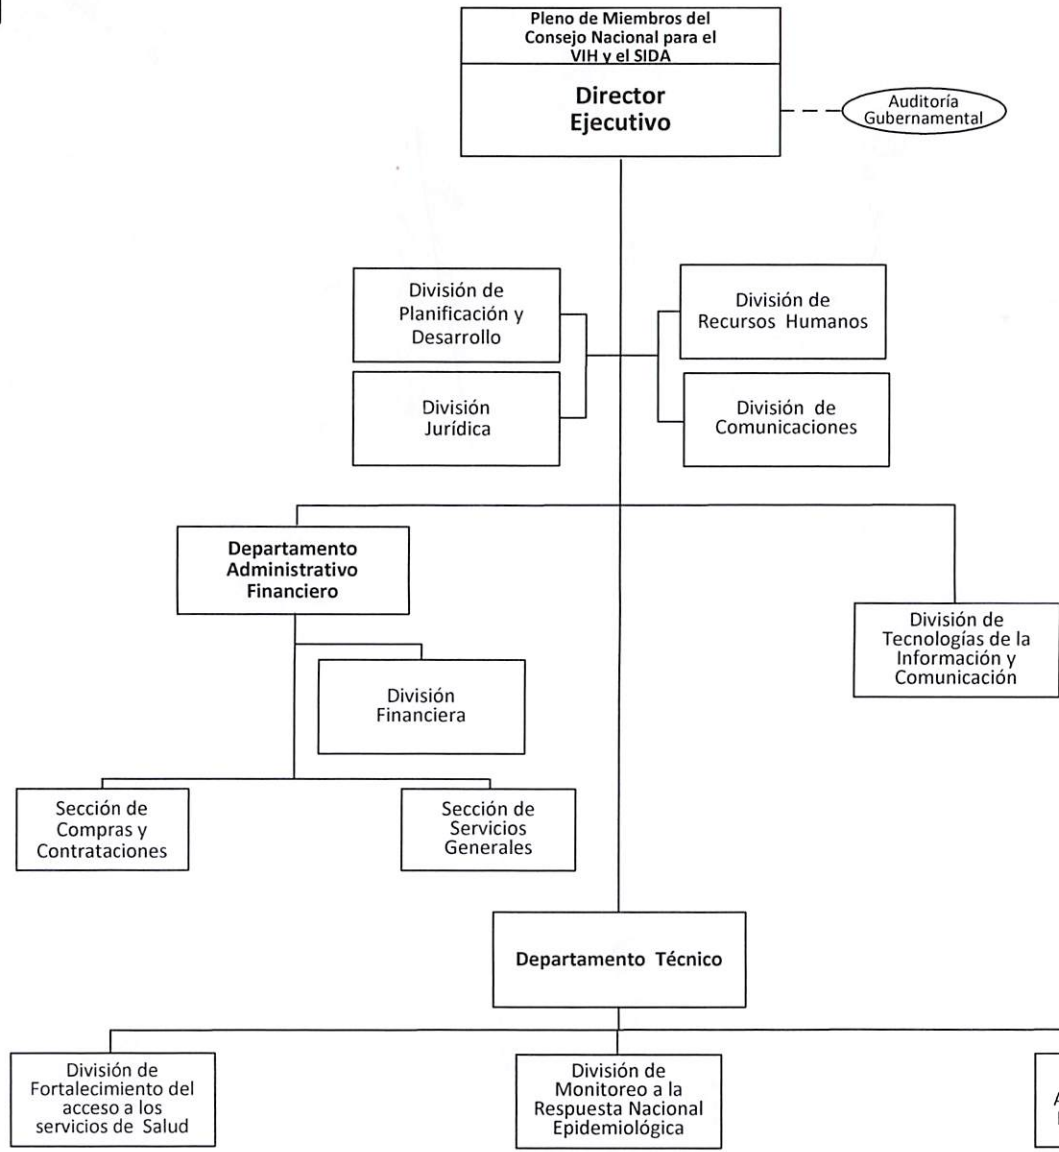 Pleno de Miembros del
Consejo Nacional para el
VIH y el SIDA
Director
Ejecutivo
Auditoría
Gubernamental
División de
Planificación y
Desarrollo
División de
Recursos Humanos
División
Jurídica
División de
Comunicaciones
Departamento
Administrativo
Financiero
División de
Tecnologías de la
Información y
Comunicación
División
Financiera
Sección de
Compras y
Contrataciones
Sección de
Servicios
Generales
Departamento Técnico
División de
Fortalecimiento del
acceso a los
servicios de Salud
División de
Monitoreo a la
Respuesta Nacional
Epidemiológica